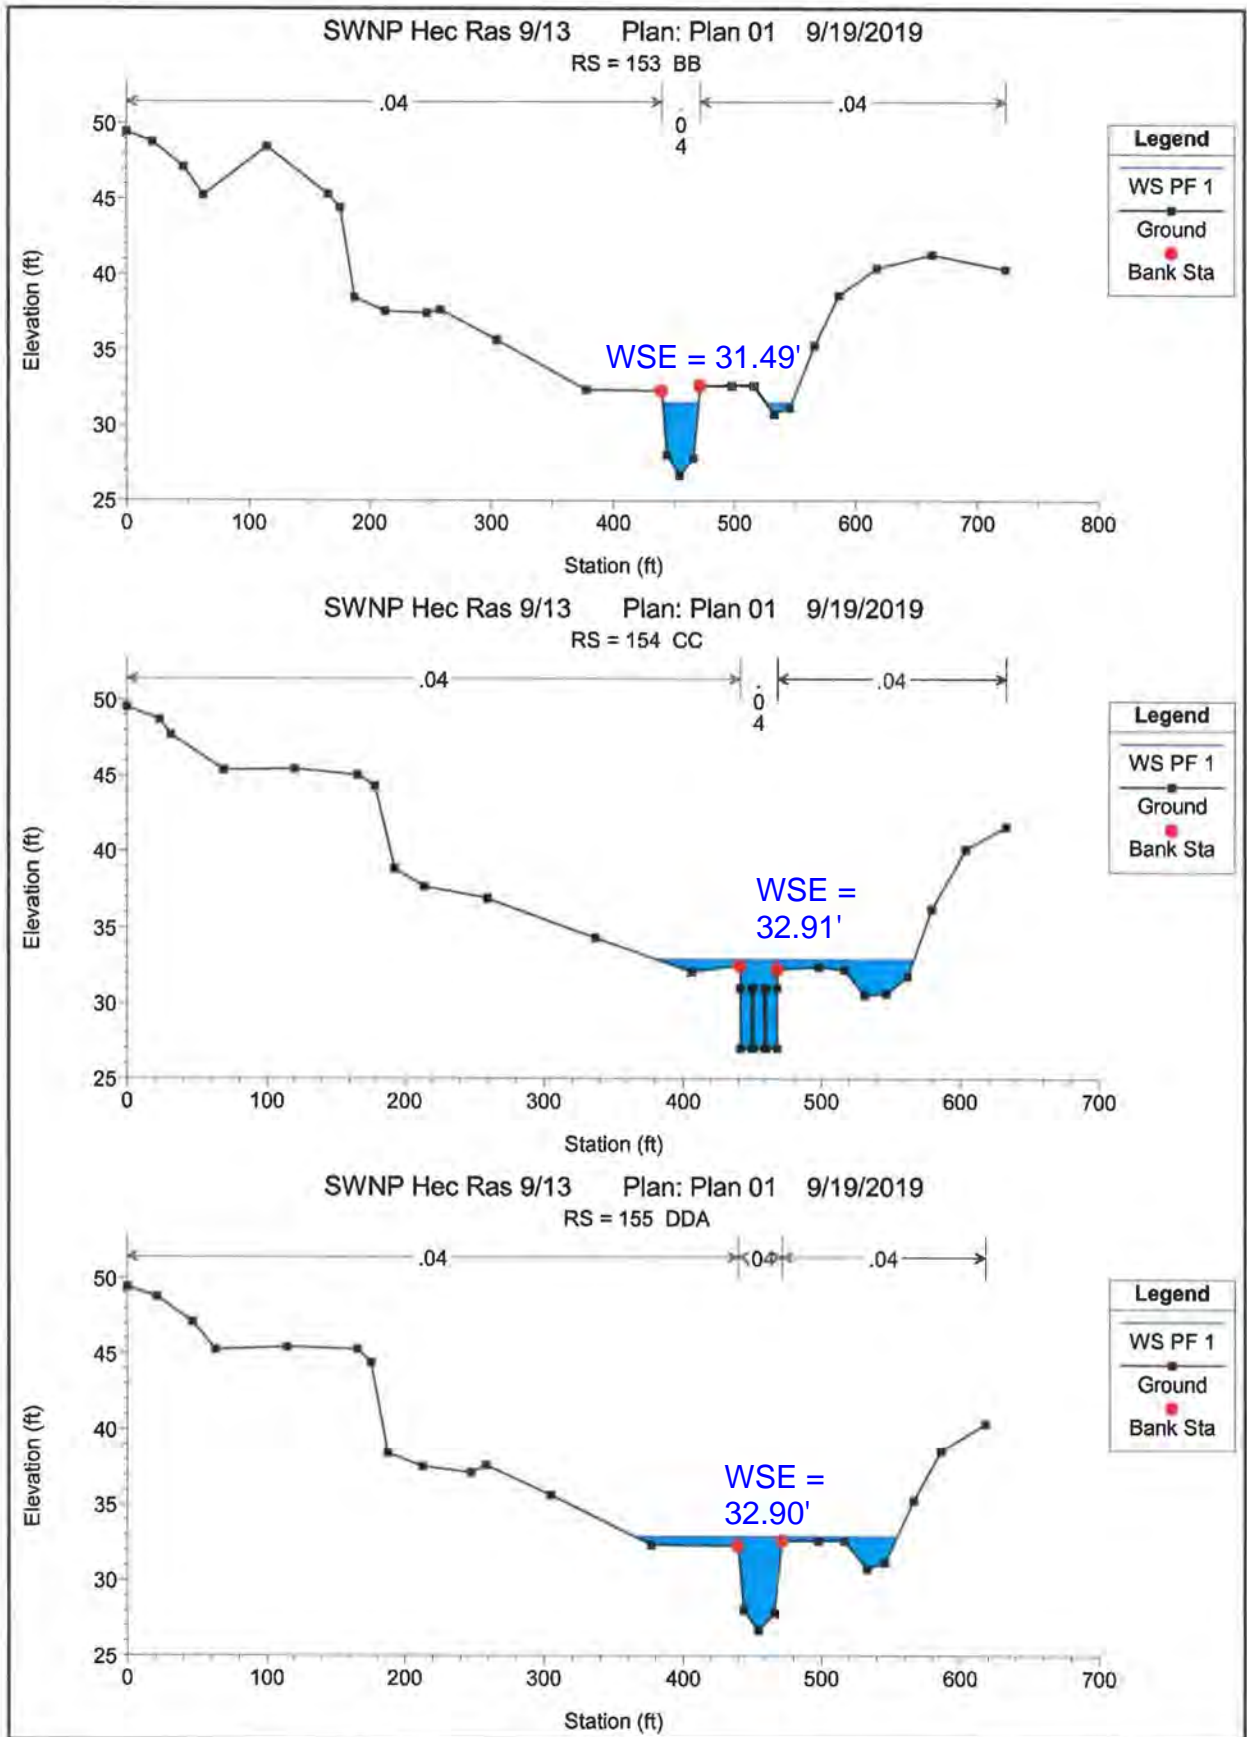 SWNP Hec Ras 9/13 Plan: Plan 01 9/19/2019
RS = 153 BB
.04
.
0
4
.04
50
45
40
35
30
25
Elevation (ft)
WSE = 31.49'
0 100 200 300 400 500 600 700 800
Station (ft)
Legend
WS PF 1
Ground
Bank Sta
SWNP Hec Ras 9/13 Plan: Plan 01 9/19/2019
RS = 154 CC
.04
.
0
4
.04
50
45
40
35
30
25
Elevation (ft)
WSE =
32.91'
0 100 200 300 400 500 600 700
Station (ft)
Legend
WS PF 1
Ground
Bank Sta
SWNP Hec Ras 9/13 Plan: Plan 01 9/19/2019
RS = 155 DDA
.04
04
.04
50
45
40
35
30
25
Elevation (ft)
WSE =
32.90'
0 100 200 300 400 500 600 700
Station (ft)
Legend
WS PF 1
Ground
Bank Sta